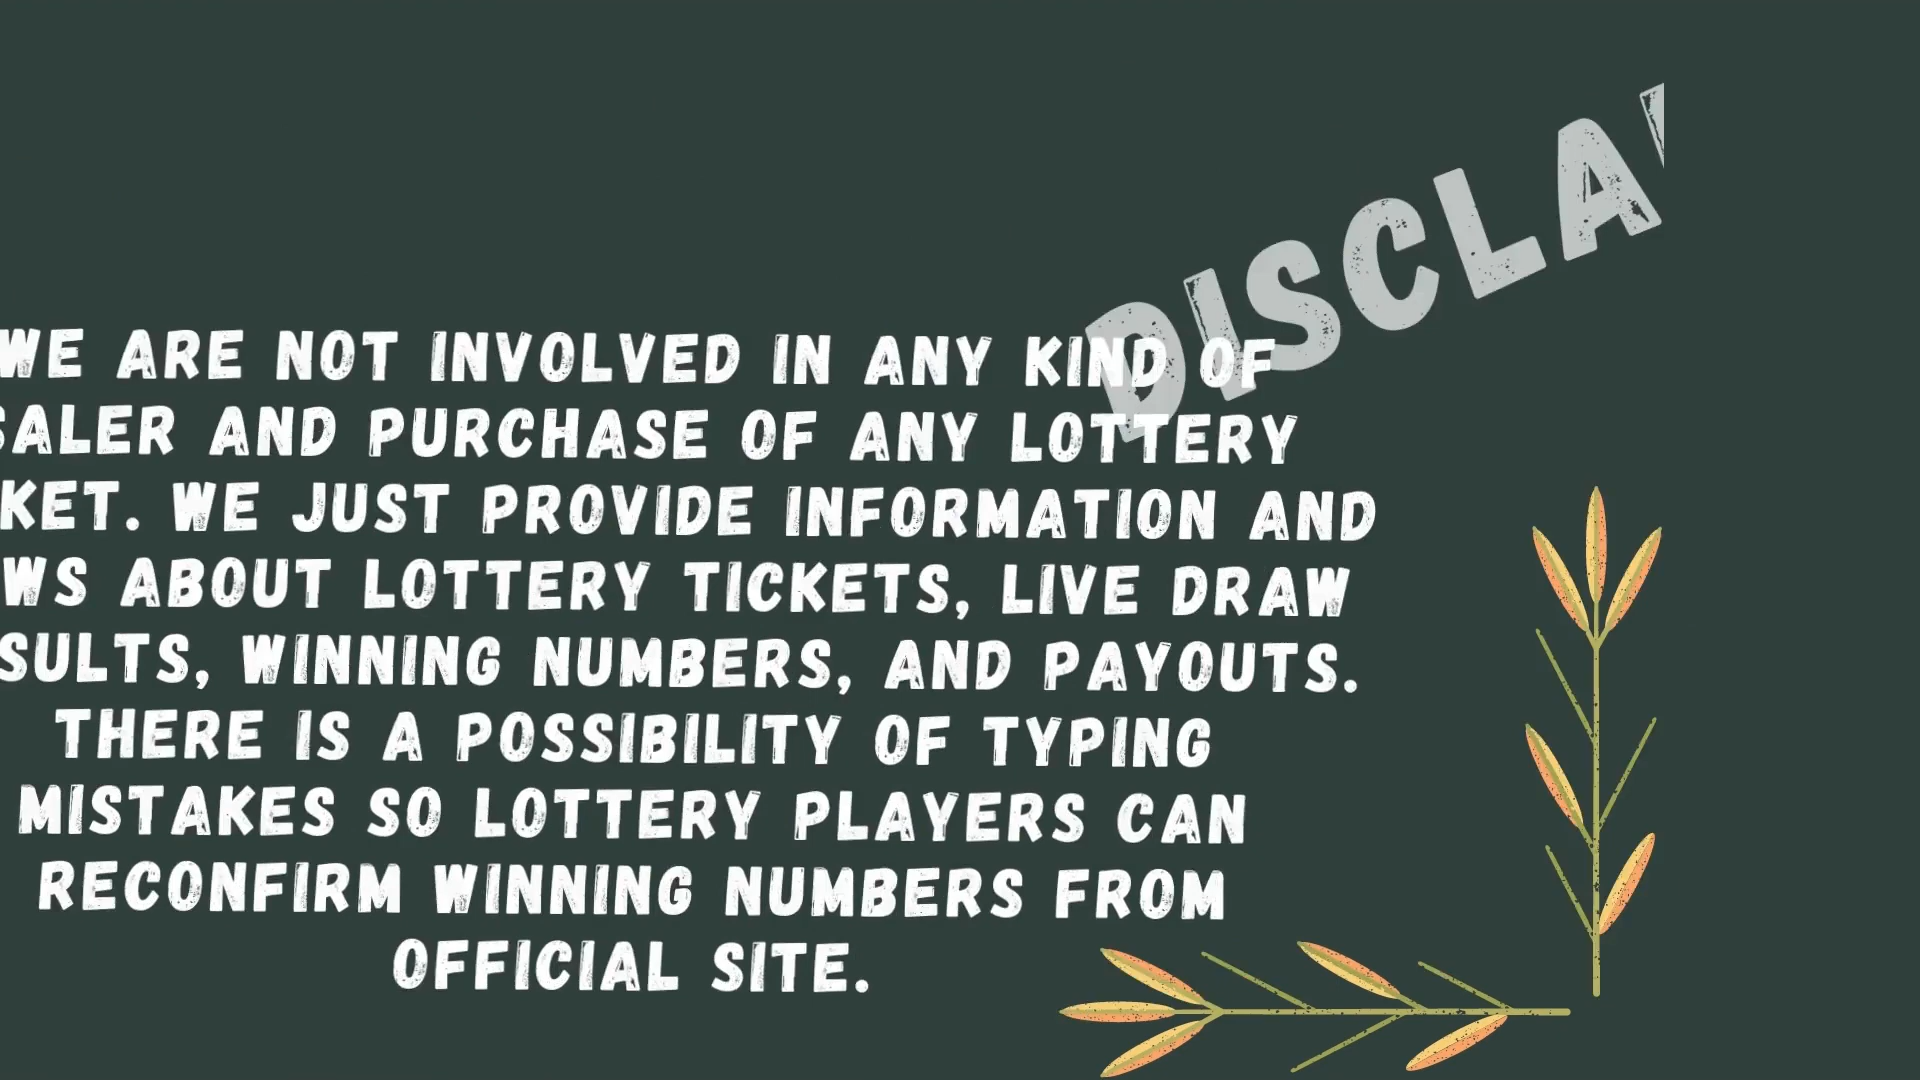 DISCLA
WE ARE NOT INVOLVED IN ANY KIND OF
SALER AND PURCHASE OF ANY LOTTERY
KET. WE JUST PROVIDE INFORMATION AND
WS ABOUT LOTTERY TICKETS, LIVE DRAW
SULTS, WINNING NUMBERS, AND PAYOUTS.
THERE IS A POSSIBILITY OF TYPING
MISTAKES SO LOTTERY PLAYERS CAN
RECONFIRM WINNING NUMBERS FROM
OFFICIAL SITE.